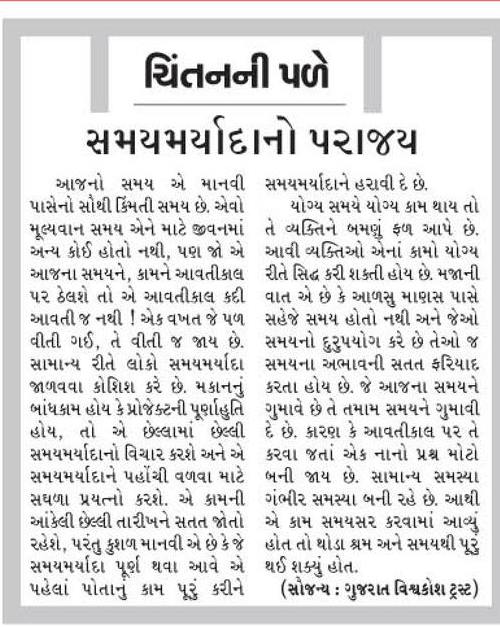 ચિંતનની પળે
સમયમર્યાદાનો પરાજય
આજનો સમય એ માનવી
પાસેનો સૌથી કિંમતી સમય છે. એવો
મૂલ્યવાન સમય એને માટે જીવનમાં
અન્ય કોઈ હોતો નથી, પણ જો એ
આજના સમયને, કામને આવતીકાલ
પર ઠેલશે તો એ આવતીકાલ કદી
આવતી જ નથી ! એક વખત જે પળ
વીતી ગઈ, તે વીતી જ જાય છે.
સામાન્ય રીતે લોકો સમયમર્યાદા
જાળવવા કોશિશ કરે છે. મકાનનું
બાંધકામ હોય કે પ્રોજેક્ટની પૂર્ણાહુતિ
હોય, તો એ છેલ્લામાં છેલ્લી
સમયમર્યાદાનો વિચાર કરશે અને એ
સમયમર્યાદાને પહોંચી વળવા માટે
સઘળા પ્રયત્નો કરશે. એ કામની
આંકેલી છેલ્લી તારીખને સતત જોતો
રહેશે, પરંતુ કુશળ માનવી એ છે કે જે
સમયમર્યાદા પૂર્ણ થવા આવે એ
પહેલાં પોતાનું કામ પૂરું કરીને
સમયમર્યાદાને હરાવી દે છે.
યોગ્ય સમયે યોગ્ય કામ થાય તો
તે વ્યક્તિને બમણું ફળ આપે છે.
આવી વ્યક્તિઓ એનાં કામો યોગ્ય
રીતે સિદ્ધ કરી શકતી હોય છે. મજાની
વાત એ છે કે આળસુ માણસ પાસે
સહેજે સમય હોતો નથી અને જેઓ
સમયનો દુરુપયોગ કરે છે તેઓ જ
સમયના અભાવની સતત ફરિયાદ
કરતા હોય છે. જે આજના સમયને
ગુમાવે છે તે તમામ સમયને ગુમાવી
દે છે. કારણ કે આવતીકાલ પર તે
કરવા જતાં એક નાનો પ્રશ્ન મોટો
બની જાય છે. સામાન્ય સમસ્યા
ગંભીર સમસ્યા બની રહે છે. આથી
એ કામ સમયસર કરવામાં આવ્યું
હોત તો થોડા શ્રમ અને સમયથી પૂરું
થઈ શક્યું હોત.
(સૌજન્ય : ગુજરાત વિશ્વકોશ ટ્રસ્ટ)